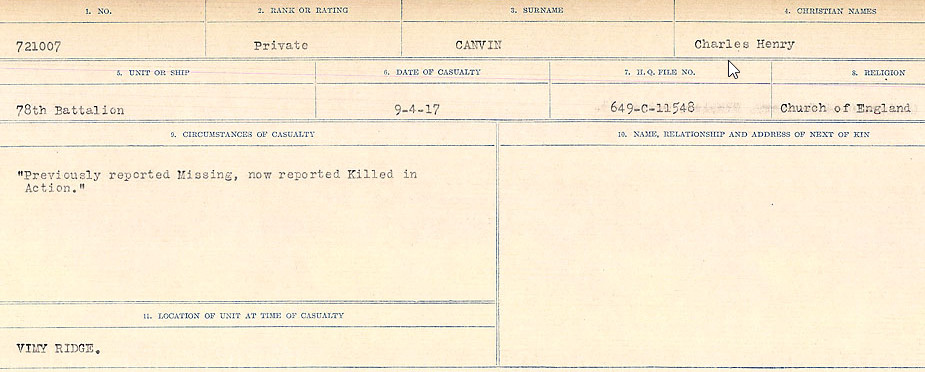 1. NO. 2. RANK OR RATING 3. SURNAME 4. CHRISTIAN NAMES
721007 Private CANVIN Charles Henry
5. UNIT OR SHIP 6. DATE OF CASUALTY 7. H.Q. FILE NO. 8. RELIGION
78th Battalion 9-4-17 649-C-11548 Church of England
9. CIRCUMSTANCES OF CASUALTY 10. NAME, RELATIONSHIP AND ADDRESS OF NEXT OF KIN
"Previously reported Missing, now reported Killed in
Action."
11. LOCATION OF UNIT AT TIME OF CASUALTY
VIMY RIDGE.